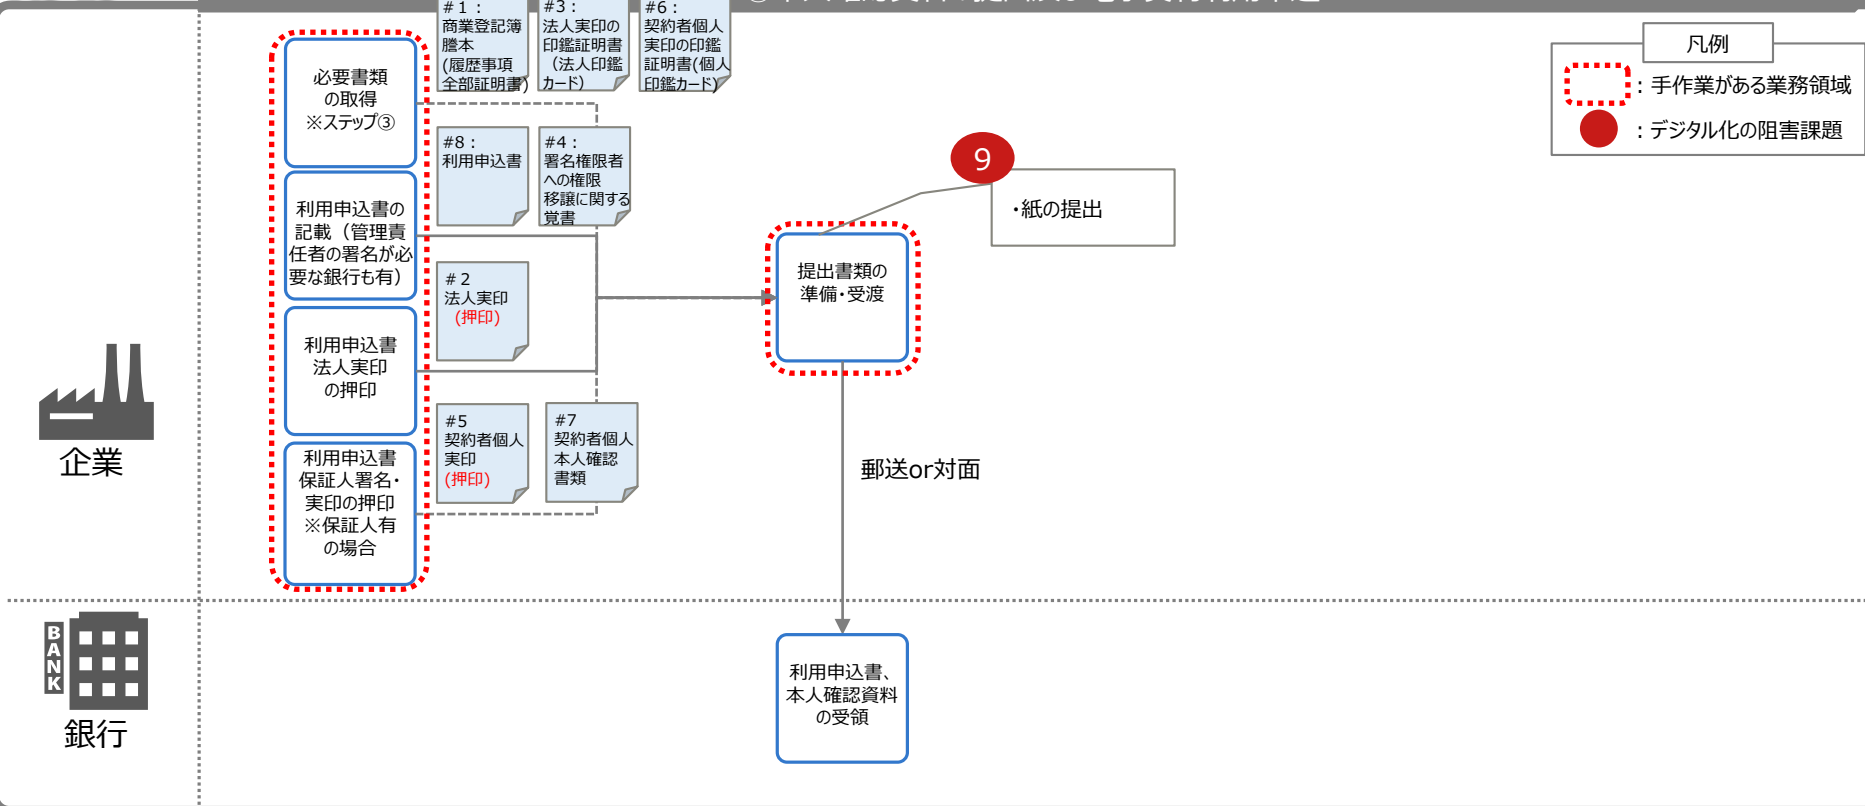 #1：
商業登記簿
謄本
(履歴事項
全部証明書)
#3：
法人実印の
印鑑証明書
（法人印鑑
カード）
#6：
契約者個人
実印の印鑑
証明書(個人
印鑑カード)
凡例
：手作業がある業務領域
：デジタル化の阻害課題
必要書類
の取得
※ステップ③
#8：
利用申込書
#4：
署名権限者
への権限
移譲に関する
覚書
利用申込書の
記載（管理責
任者の署名が必
要な銀行も有）
#2
法人実印
(押印)
利用申込書
法人実印
の押印
#5
契約者個人
実印
(押印)
#7
契約者個人
本人確認
書類
利用申込書
保証人署名・
実印の押印
※保証人有
の場合
9
・紙の提出
提出書類の
準備・受渡
郵送or対面
企業
BANK
銀行
利用申込書、
本人確認資料
の受領